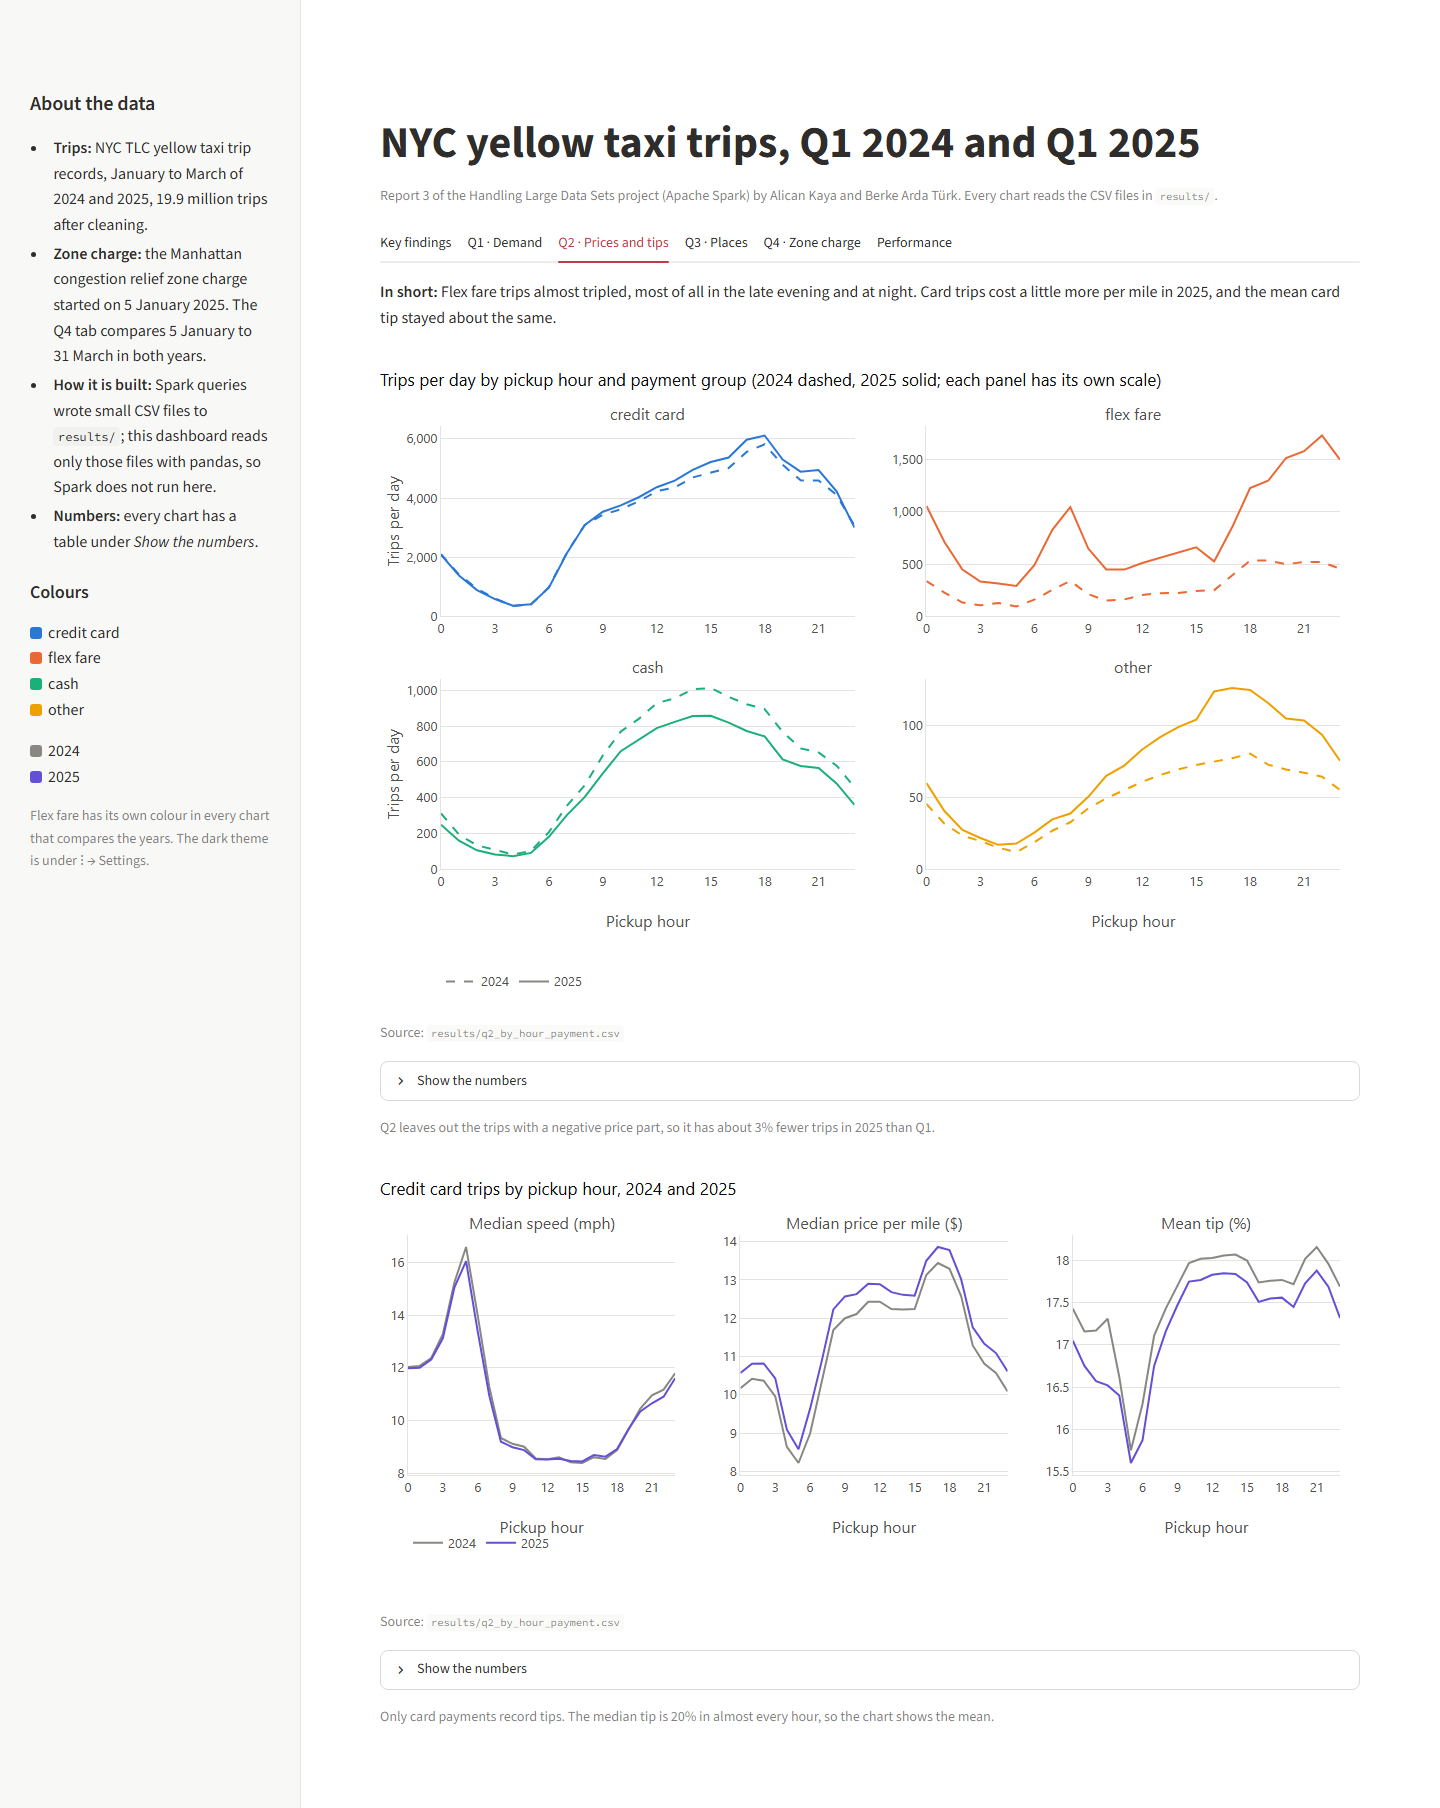 About the data
Trips: NYC TLC yellow taxi trip
records, January to March of
2024 and 2025, 19.9 million trips
after cleaning.
Zone charge: the Manhattan
congestion relief zone charge
started on 5 January 2025. The
Q4 tab compares 5 January to
31 March in both years.
How it is built: Spark queries
wrote small CSV files to
results/ ; this dashboard reads
only those files with pandas, so
Spark does not run here.
Numbers: every chart has a
table under Show the numbers.
Colours
credit card
flex fare
cash
other
2024
2025
Flex fare has its own colour in every chart
that compares the years. The dark theme
is under ⋮ → Settings.
NYC yellow taxi trips, Q1 2024 and Q1 2025
Report 3 of the Handling Large Data Sets project (Apache Spark) by Alican Kaya and Berke Arda Türk. Every chart reads the CSV files in results/ .
Key findings Q1 · Demand Q2 · Prices and tips Q3 · Places Q4 · Zone charge Performance
In short: Flex fare trips almost tripled, most of all in the late evening and at night. Card trips cost a little more per mile in 2025, and the mean card
tip stayed about the same.
Trips per day by pickup hour and payment group (2024 dashed, 2025 solid; each panel has its own scale)
credit card
Trips per day
6,000
4,000
2,000
0
0 3 6 9 12 15 18 21
flex fare
1,500
1,000
500
0
0 3 6 9 12 15 18 21
cash
Trips per day
1,000
800
600
400
200
0
0 3 6 9 12 15 18 21
Pickup hour
other
100
50
0
0 3 6 9 12 15 18 21
Pickup hour
2024 2025
Source: results/q2_by_hour_payment.csv
Show the numbers
Q2 leaves out the trips with a negative price part, so it has about 3% fewer trips in 2025 than Q1.
Credit card trips by pickup hour, 2024 and 2025
Median speed (mph)
16
14
12
10
8
0 3 6 9 12 15 18 21
Pickup hour
Median price per mile ($)
14
13
12
11
10
9
8
0 3 6 9 12 15 18 21
Pickup hour
Mean tip (%)
18
17.5
17
16.5
16
15.5
0 3 6 9 12 15 18 21
Pickup hour
2024 2025
Source: results/q2_by_hour_payment.csv
Show the numbers
Only card payments record tips. The median tip is 20% in almost every hour, so the chart shows the mean.